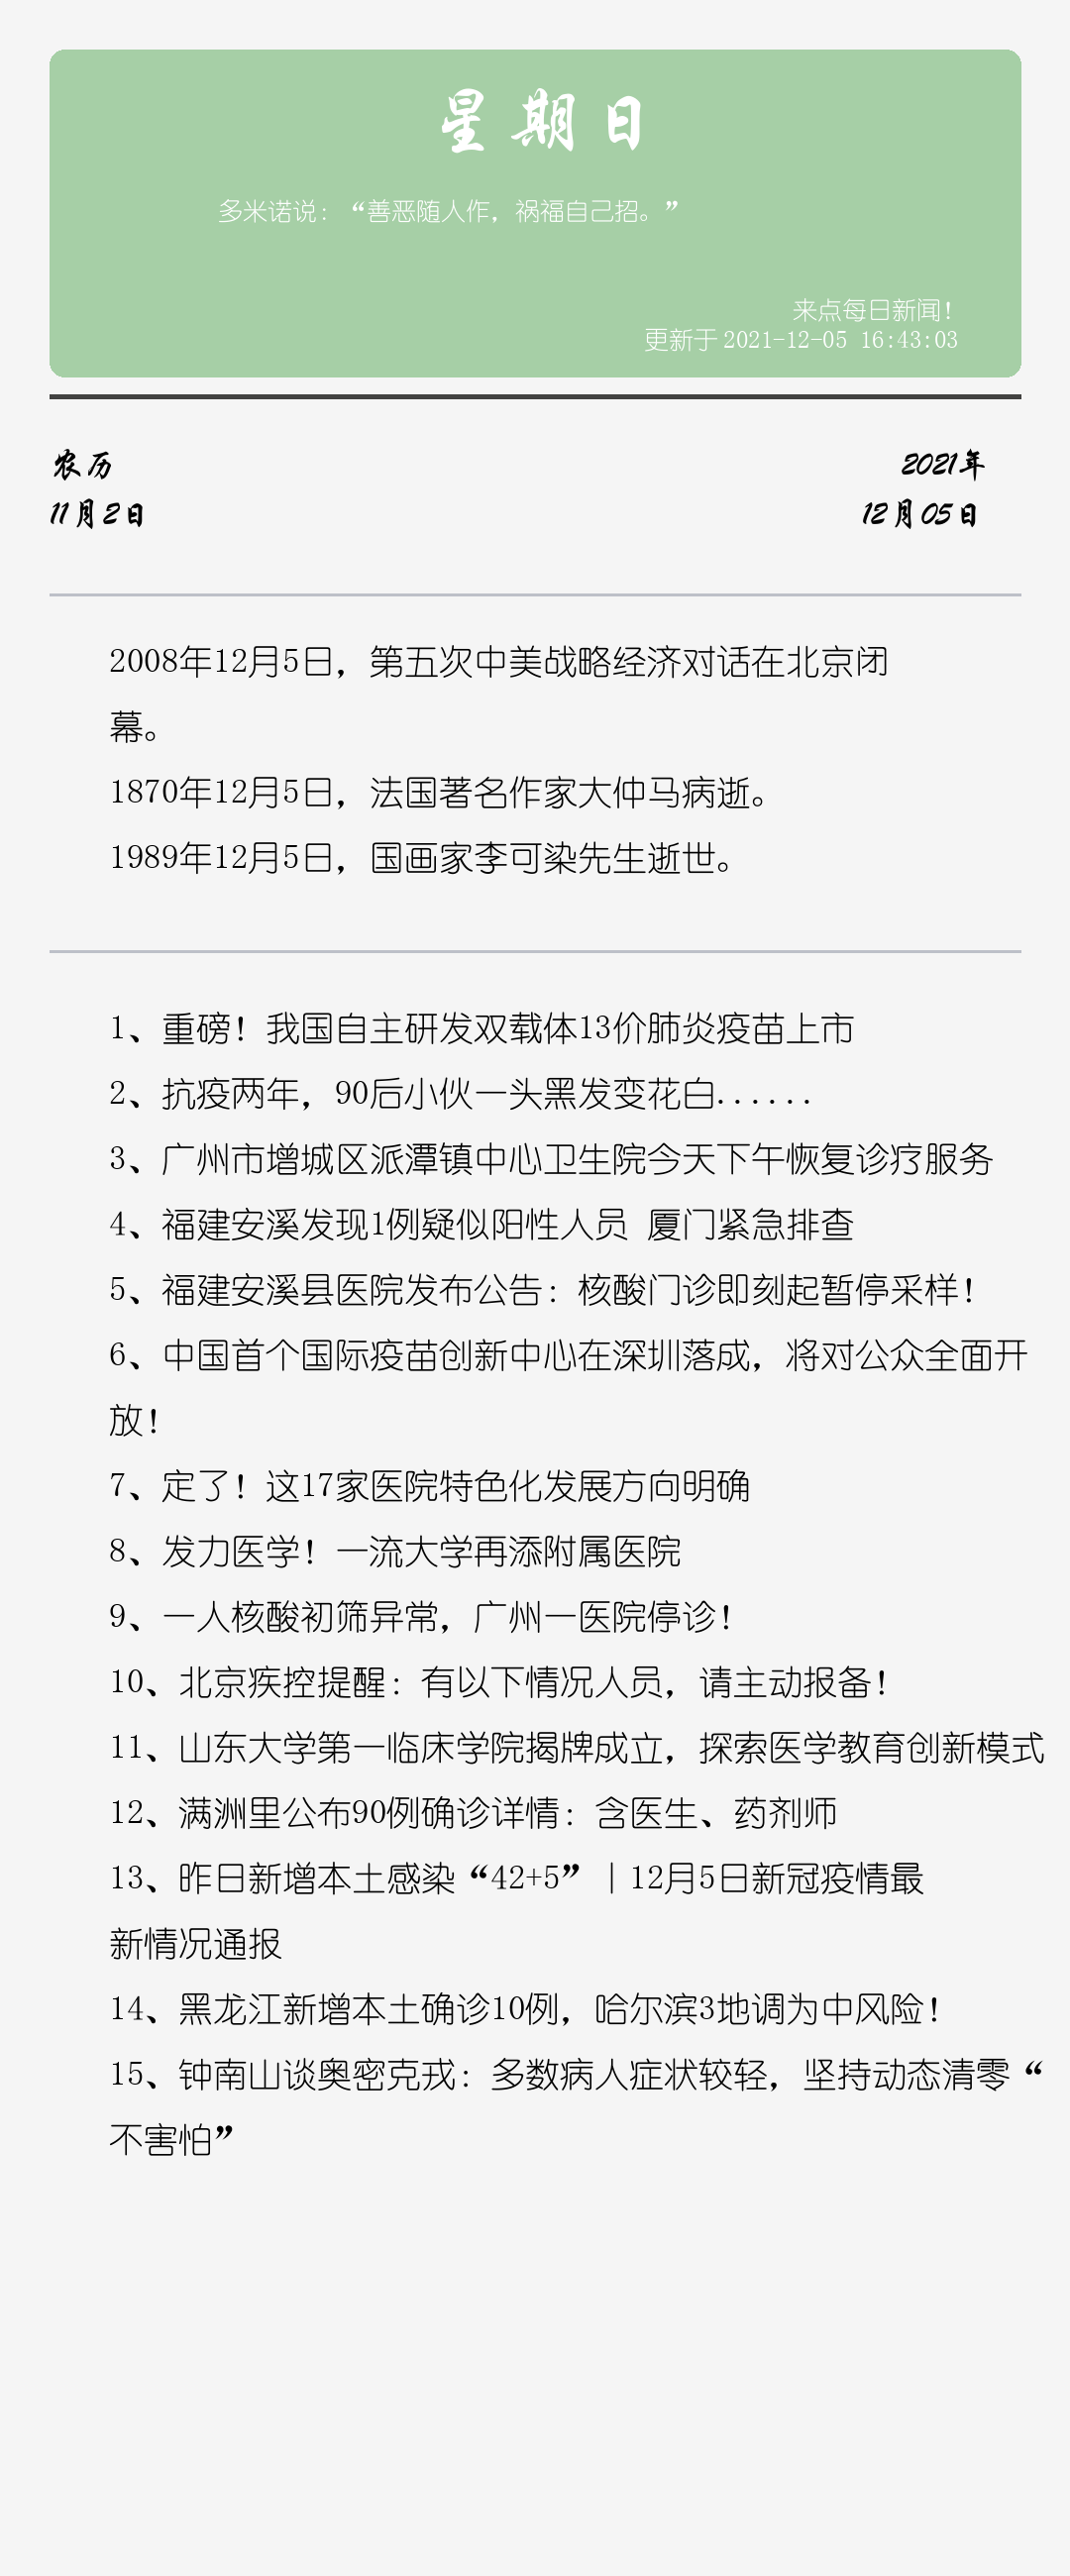 星期日
多米诺说：“善恶随人作，祸福自己招。”
来点每日新闻！
更新于 2021-12-05 16:43:03
农历
2021年
11月2日
12月05日
2008年12月5日，第五次中美战略经济对话在北京闭
幕。
1870年12月5日，法国著名作家大仲马病逝。
1989年12月5日，国画家李可染先生逝世。
1、重磅！我国自主研发双载体13价肺炎疫苗上市
2、抗疫两年，90后小伙一头黑发变花白......
3、广州市增城区派潭镇中心卫生院今天下午恢复诊疗服务
4、福建安溪发现1例疑似阳性人员 厦门紧急排查
5、福建安溪县医院发布公告：核酸门诊即刻起暂停采样！
6、中国首个国际疫苗创新中心在深圳落成，将对公众全面开
放！
7、定了！这17家医院特色化发展方向明确
8、发力医学！一流大学再添附属医院
9、一人核酸初筛异常，广州一医院停诊！
10、北京疾控提醒：有以下情况人员，请主动报备！
11、山东大学第一临床学院揭牌成立，探索医学教育创新模式
12、满洲里公布90例确诊详情：含医生、药剂师
13、昨日新增本土感染“42+5”｜12月5日新冠疫情最
新情况通报
14、黑龙江新增本土确诊10例，哈尔滨3地调为中风险！
15、钟南山谈奥密克戎：多数病人症状较轻，坚持动态清零“
不害怕”